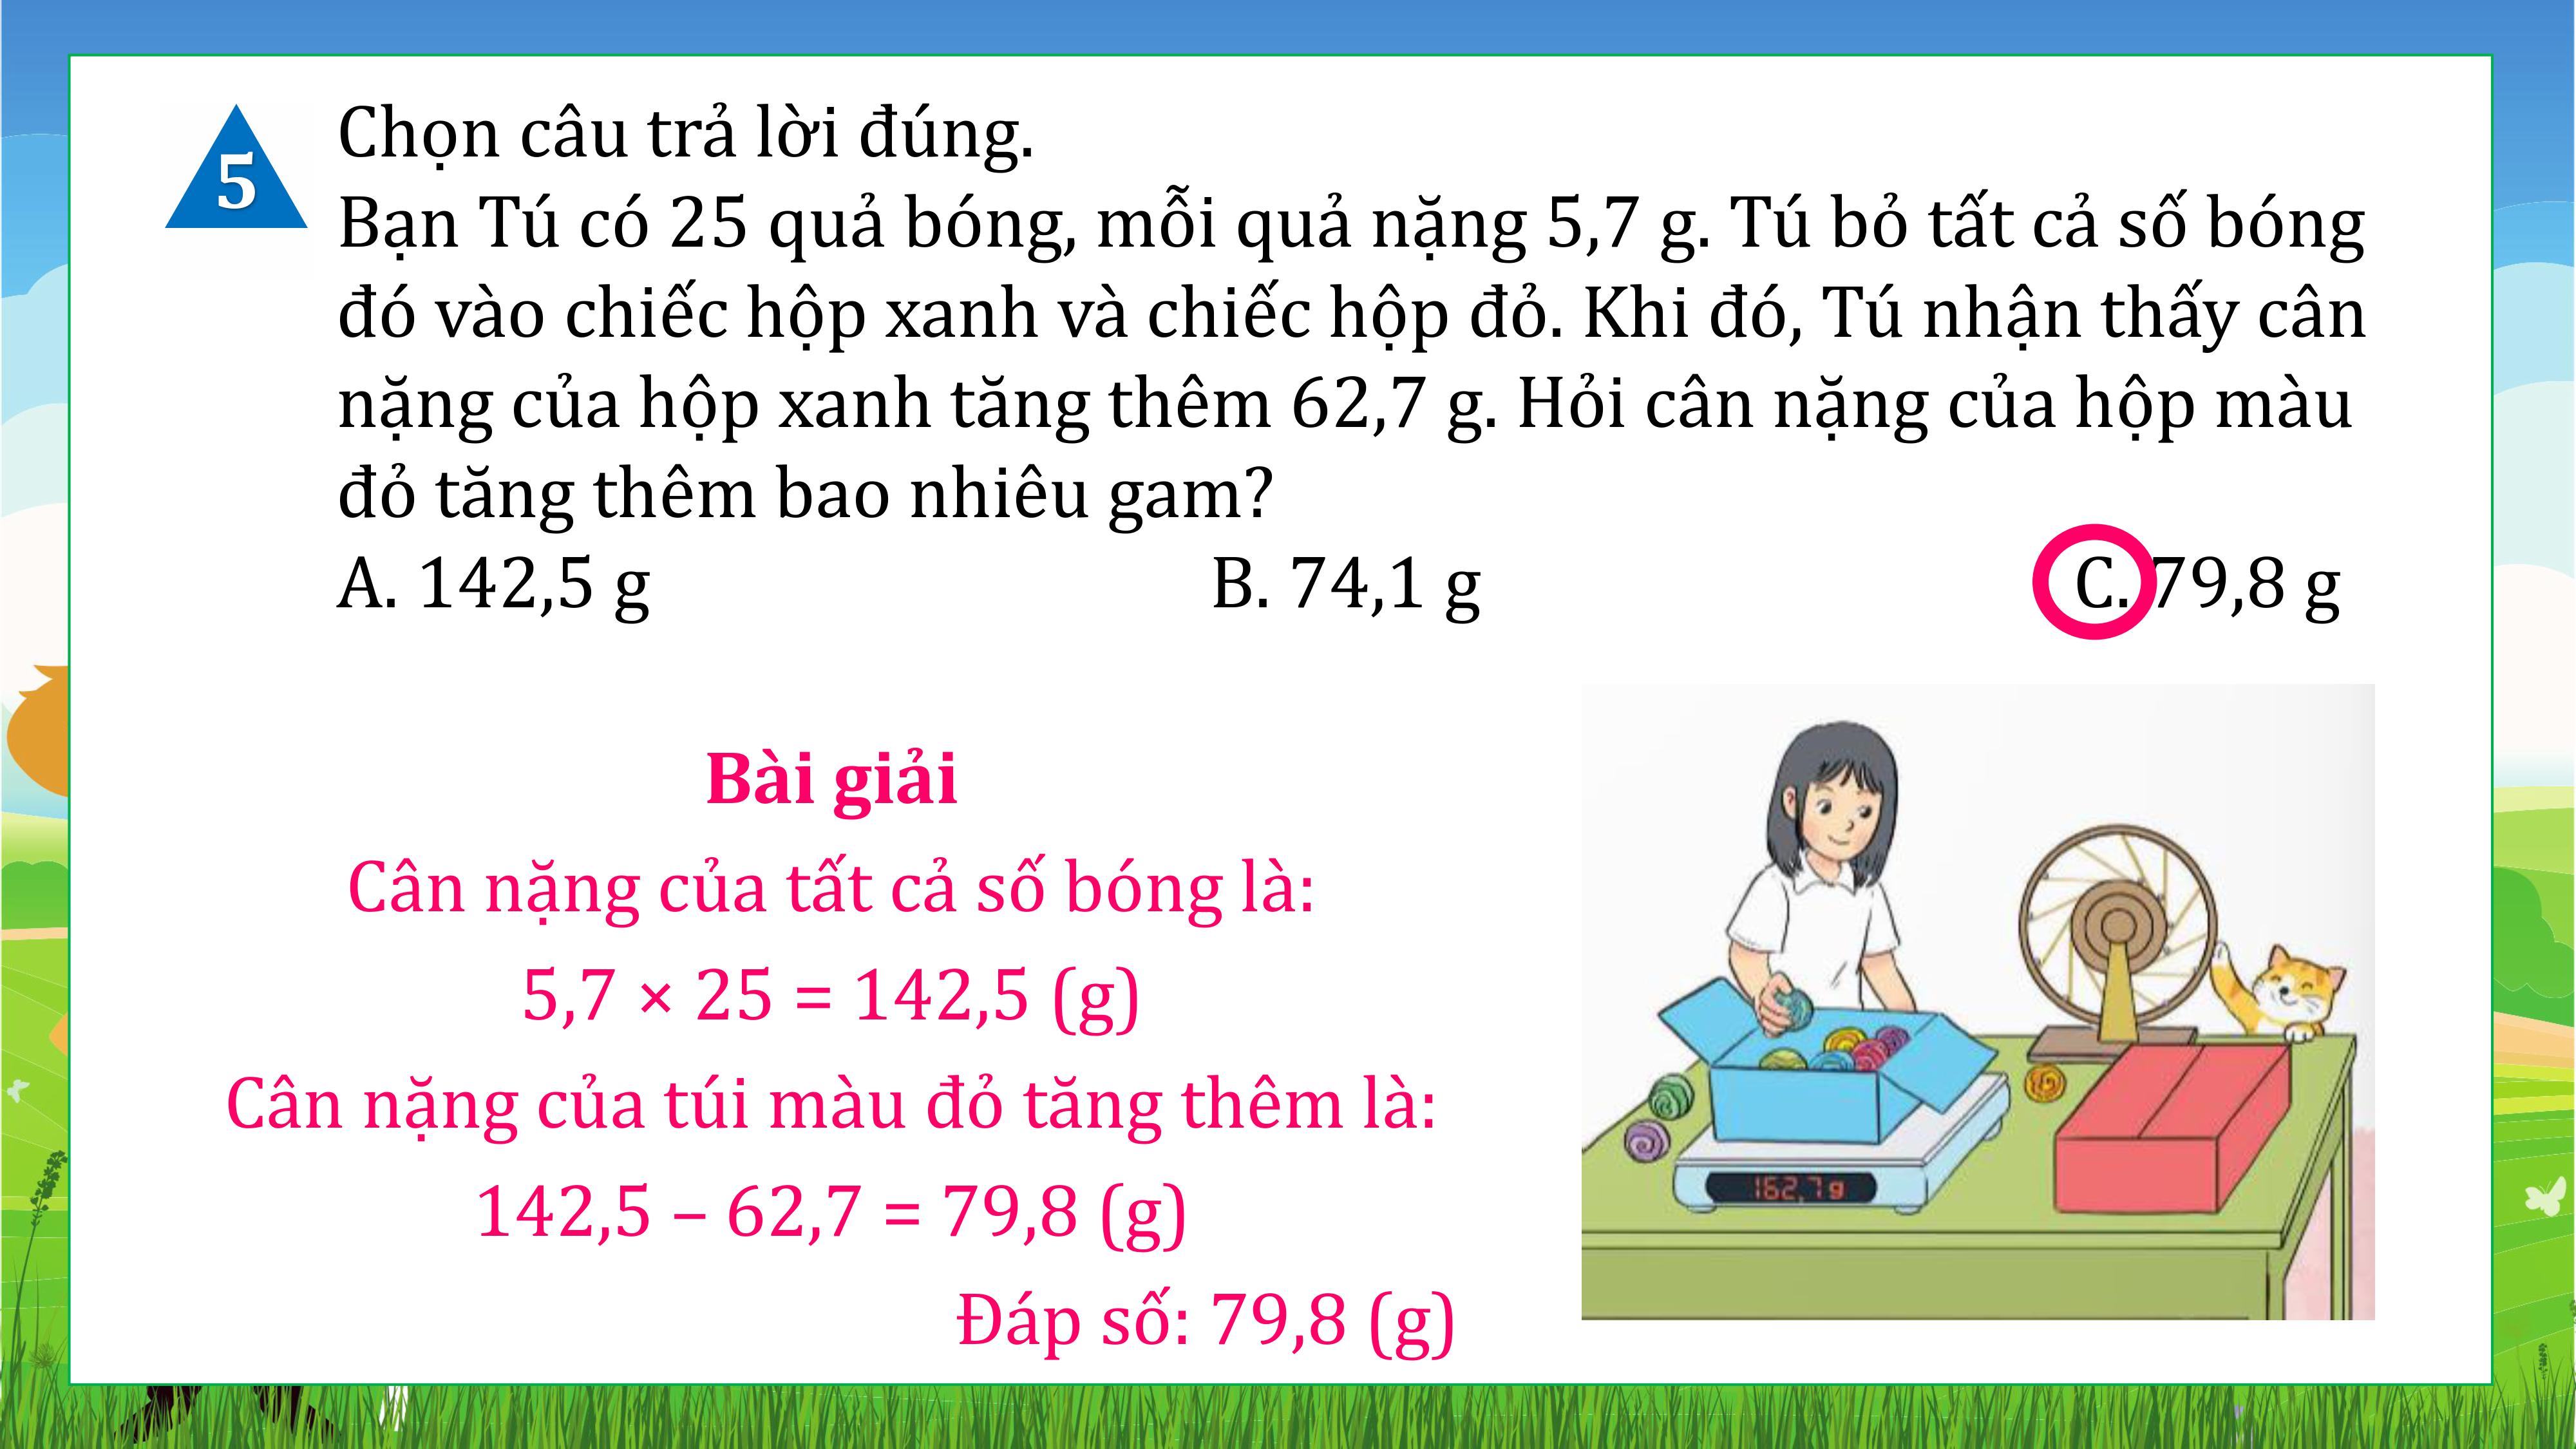 5
Chọn câu trả lời đúng.
Bạn Tú có 25 quả bóng, mỗi quả nặng 5,7 g. Tú bỏ tất cả số bóng
đó vào chiếc hộp xanh và chiếc hộp đỏ. Khi đó, Tú nhận thấy cân
nặng của hộp xanh tăng thêm 62,7 g. Hỏi cân nặng của hộp màu
đỏ tăng thêm bao nhiêu gam?
A. 142,5 g B. 74,1 g C. 79,8 g
Bài giải
Cân nặng của tất cả số bóng là:
5,7 × 25 = 142,5 (g)
Cân nặng của túi màu đỏ tăng thêm là:
142,5 – 62,7 = 79,8 (g)
Đáp số: 79,8 (g)
162,7 g